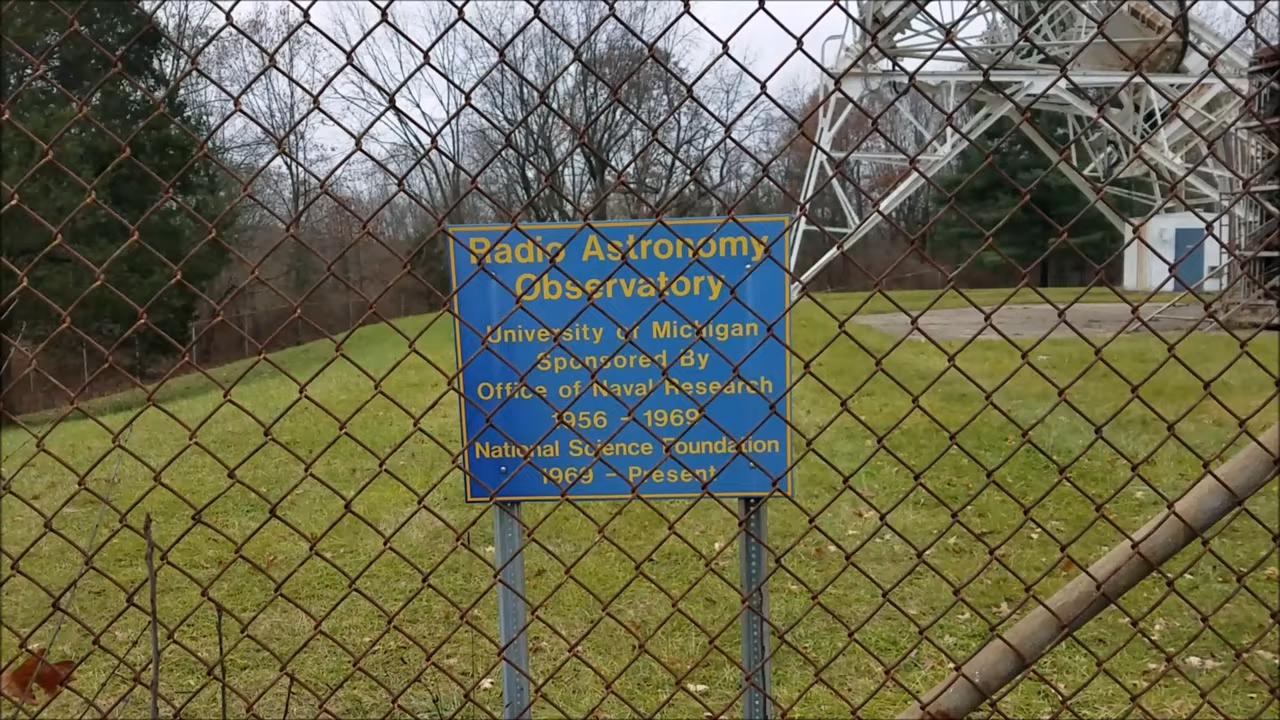 Radio Astronomy
Observatory
University of Michigan
Sponsored By
Office of Naval Research
1956 - 1969
National Science Foundation
1969 - Present